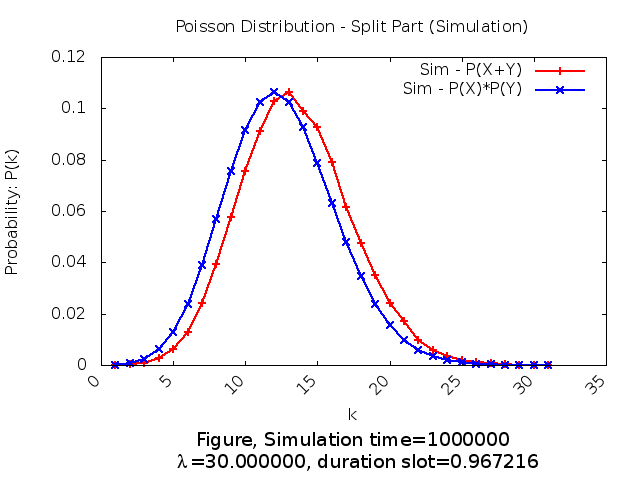 Poisson Distribution - Split Part (Simulation)
0.12
0.1
0.08
0.06
0.04
0.02
0
Probability: P(k)
Sim - P(X+Y)
Sim - P(X)*P(Y)
0
5
10
15
20
25
30
35
k
Figure, Simulation time=1000000
λ=30.000000, duration slot=0.967216